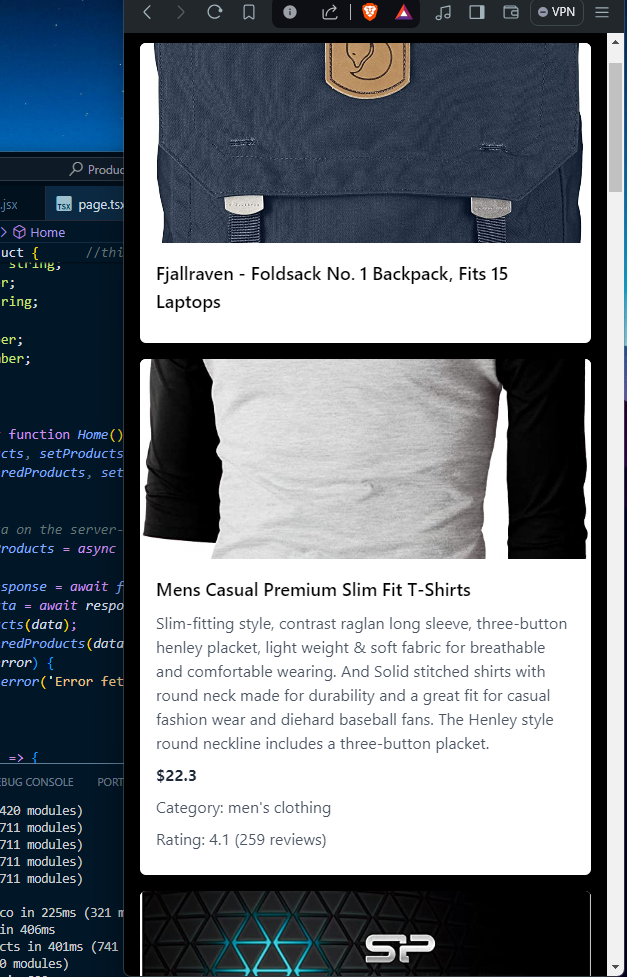 VPN
Produc
.jsx
TSX page.tsx
> Home
uct { //thi
string;
r;
ring;
er;
mber;
function Home()
cts, setProducts
redProducts, set
a on the server-
Products = async
sponse = await f
ta = await respo
cts(data);
redProducts(data
rror) {
error('Error fet
=> {
EBUG CONSOLE PORT
420 modules)
711 modules)
711 modules)
711 modules)
711 modules)
co in 225ms (321 m
in 406ms
cts in 401ms (741
0 modules)
Fjallraven - Foldsack No. 1 Backpack, Fits 15
Laptops
Mens Casual Premium Slim Fit T-Shirts
Slim-fitting style, contrast raglan long sleeve, three-button
henley placket, light weight & soft fabric for breathable
and comfortable wearing. And Solid stitched shirts with
round neck made for durability and a great fit for casual
fashion wear and diehard baseball fans. The Henley style
round neckline includes a three-button placket.
$22.3
Category: men's clothing
Rating: 4.1 (259 reviews)
SP